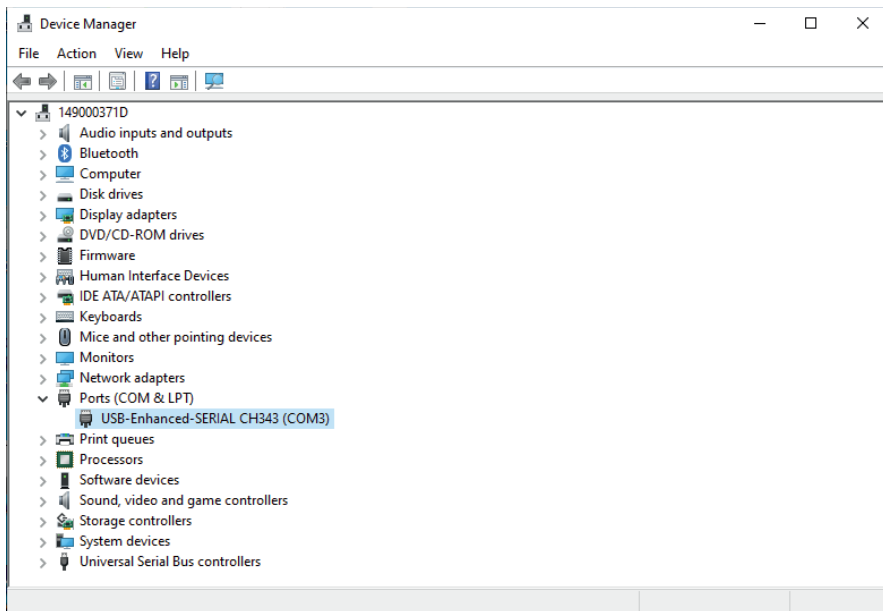 Device Manager
File Action View Help
149000371D
Audio inputs and outputs
Bluetooth
Computer
Disk drives
Display adapters
DVD/CD-ROM drives
Firmware
Human Interface Devices
IDE ATA/ATAPI controllers
Keyboards
Mice and other pointing devices
Monitors
Network adapters
Ports (COM & LPT)
USB-Enhanced-SERIAL CH343 (COM3)
Print queues
Processors
Software devices
Sound, video and game controllers
Storage controllers
System devices
Universal Serial Bus controllers